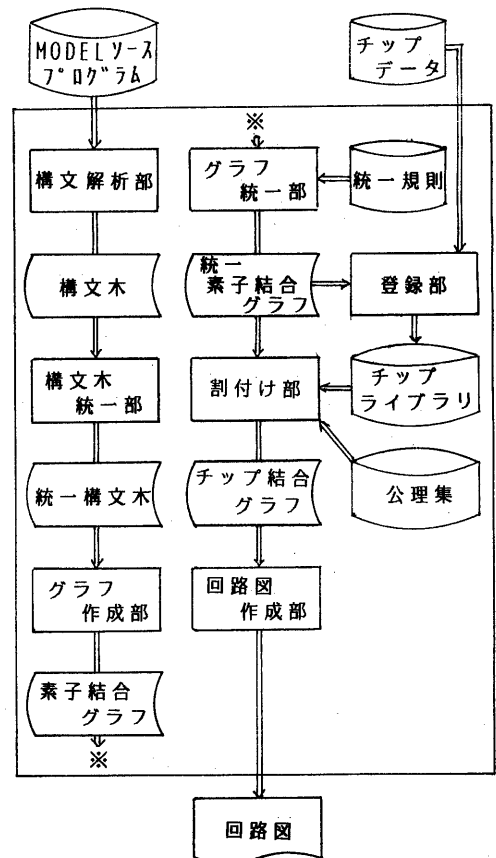 MODELソース
プログラム
チップ
データ
※
構文解析部
グラフ
統一部
統一規則
構文木
統一
素子結合
グラフ
登録部
構文木
統一部
割付け部
チップ
ライブラリ
統一構文木
チップ結合
グラフ
公理集
グラフ
作成部
回路図
作成部
素子結合
グラフ
※
回路図